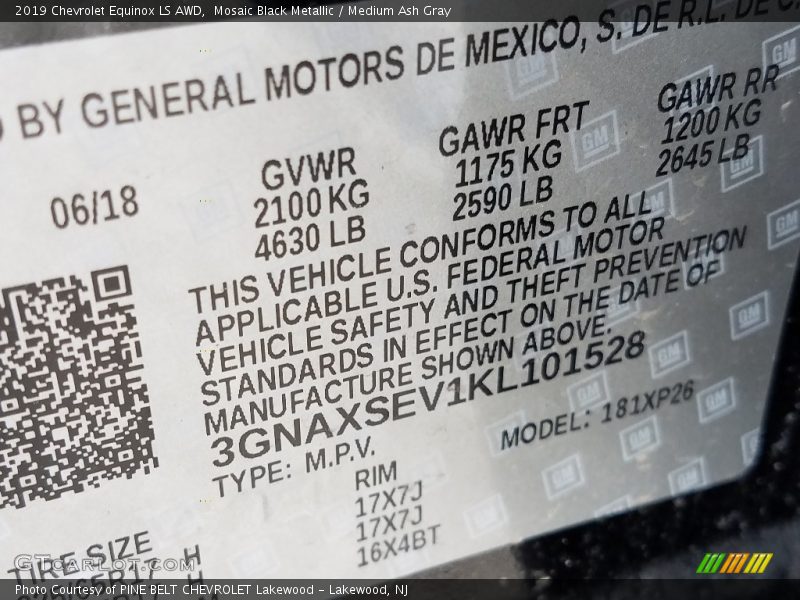 2019 Chevrolet Equinox LS AWD,  Mosaic Black Metallic / Medium Ash Gray
BY GENERAL MOTORS DE MEXICO, S. DE R.L. DE C.
06/18
GVWR
2100 KG
4630 LB
GAWR FRT
1175 KG
2590 LB
GAWR RR
1200 KG
2645 LB
THIS VEHICLE CONFORMS TO ALL
APPLICABLE U.S. FEDERAL MOTOR
VEHICLE SAFETY AND THEFT PREVENTION
STANDARDS IN EFFECT ON THE DATE OF
MANUFACTURE SHOWN ABOVE.
3GNAXSEV1KL101528
TYPE: M.P.V.
MODEL: 181XP26
RIM
17X7J
17X7J
16X4BT
TIRE SIZE
H
GTCarLot.com
Photo Courtesy of PINE BELT CHEVROLET Lakewood - Lakewood, NJ